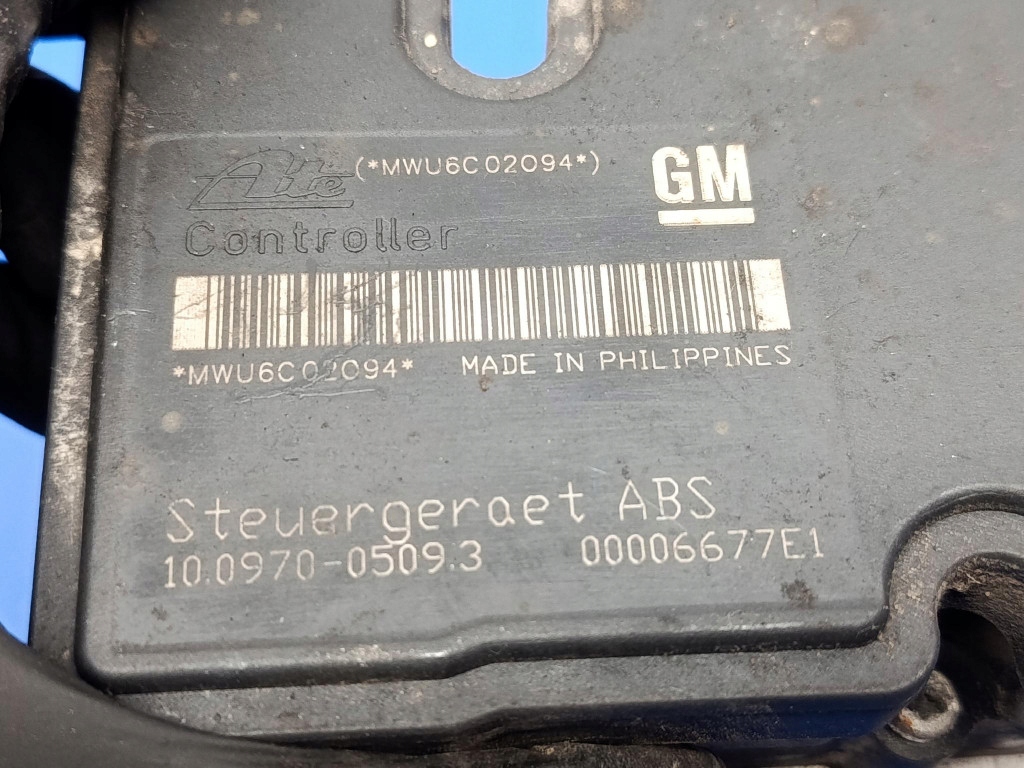 Ate (*MWU6C02094*) GM
Controller
*MWU6C02094* MADE IN PHILIPPINES
Steuergeraet ABS
10.0970-0509.3 00006677E1